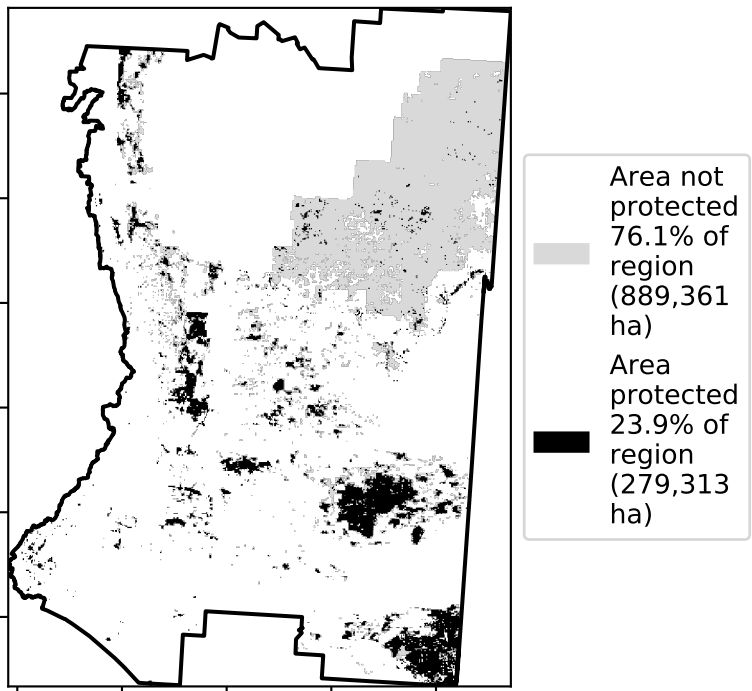 Area not
protected
76.1% of
region
(889,361
ha)
Area
protected
23.9% of
region
(279,313
ha)